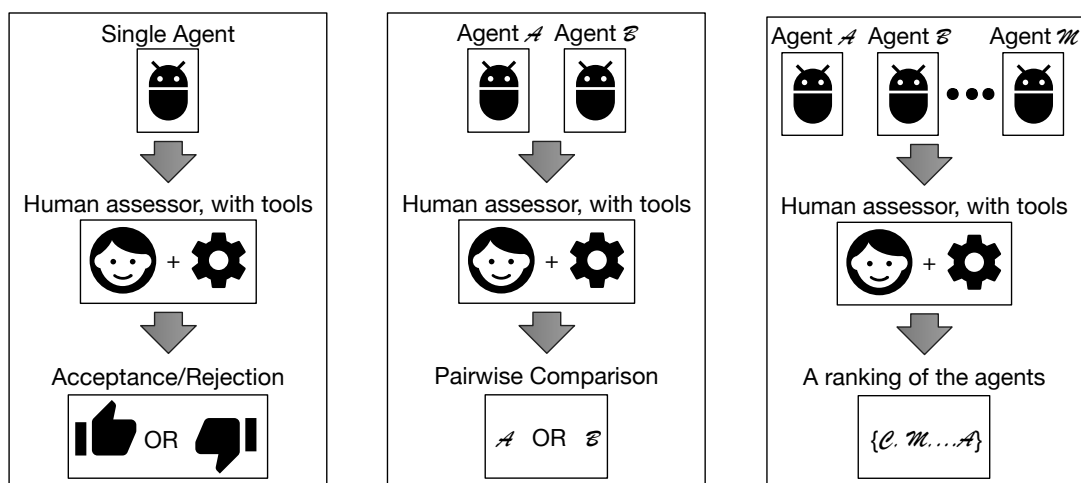 Single Agent
Human assessor, with tools
+
Acceptance/Rejection
OR
Agent 𝒜 Agent ℬ
Human assessor, with tools
+
Pairwise Comparison
𝒜 OR ℬ
Agent 𝒜 Agent ℬ Agent ℳ
Human assessor, with tools
+
A ranking of the agents
{𝒞, ℳ, ..., 𝒜}